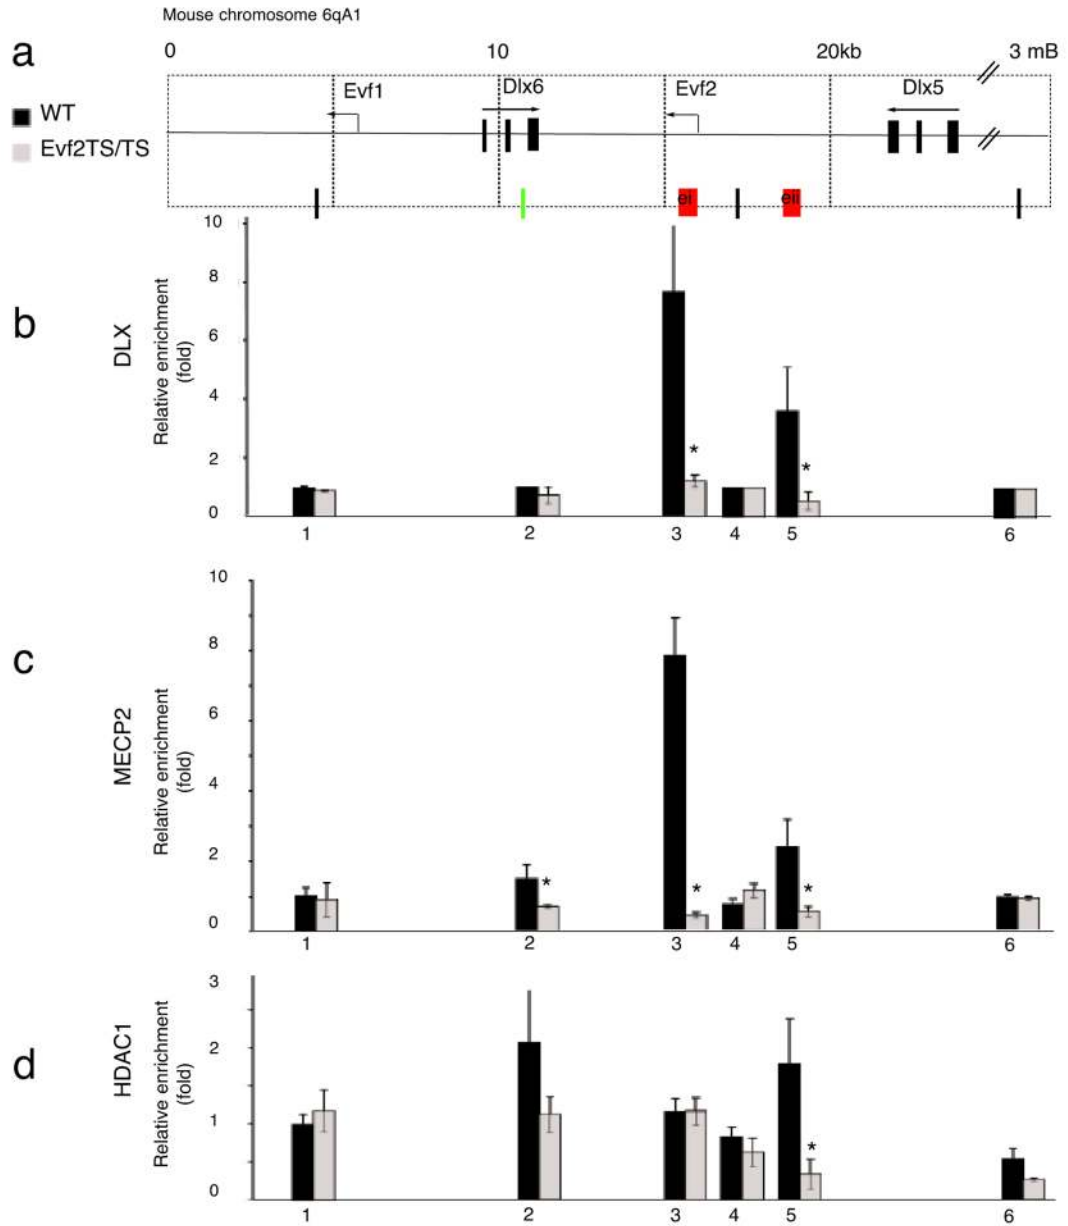 Mouse chromosome 6qA1
a
0 10 20kb 3 mB
WT
Evf2TS/TS
Evf1 Dlx6 Evf2 Dlx5
ei eii
b
DLX
Relative enrichment
(fold)
10
8
6
4
2
0
* *
1 2 3 4 5 6
c
MECP2
Relative enrichment
(fold)
10
8
6
4
2
0
* * *
1 2 3 4 5 6
d
HDAC1
Relative enrichment
(fold)
3
2
1
0
*
1 2 3 4 5 6